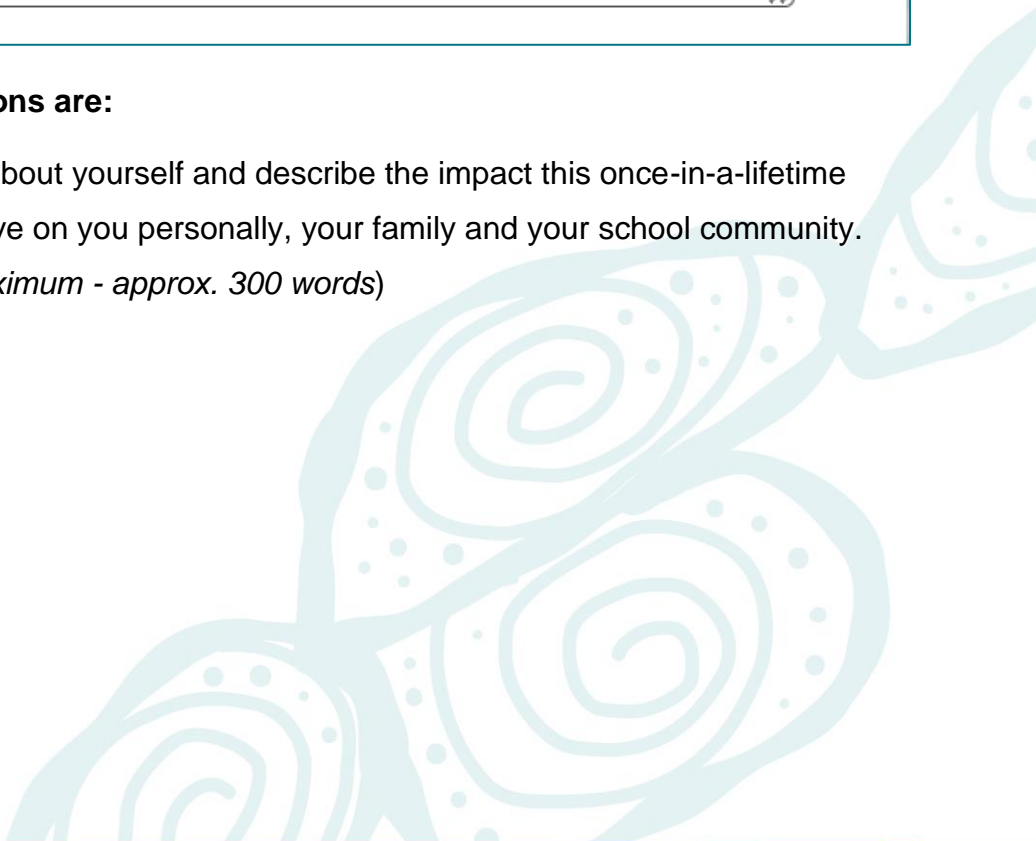 ons are:
bout yourself and describe the impact this once-in-a-lifetime
ve on you personally, your family and your school community.
ximum - approx. 300 words)